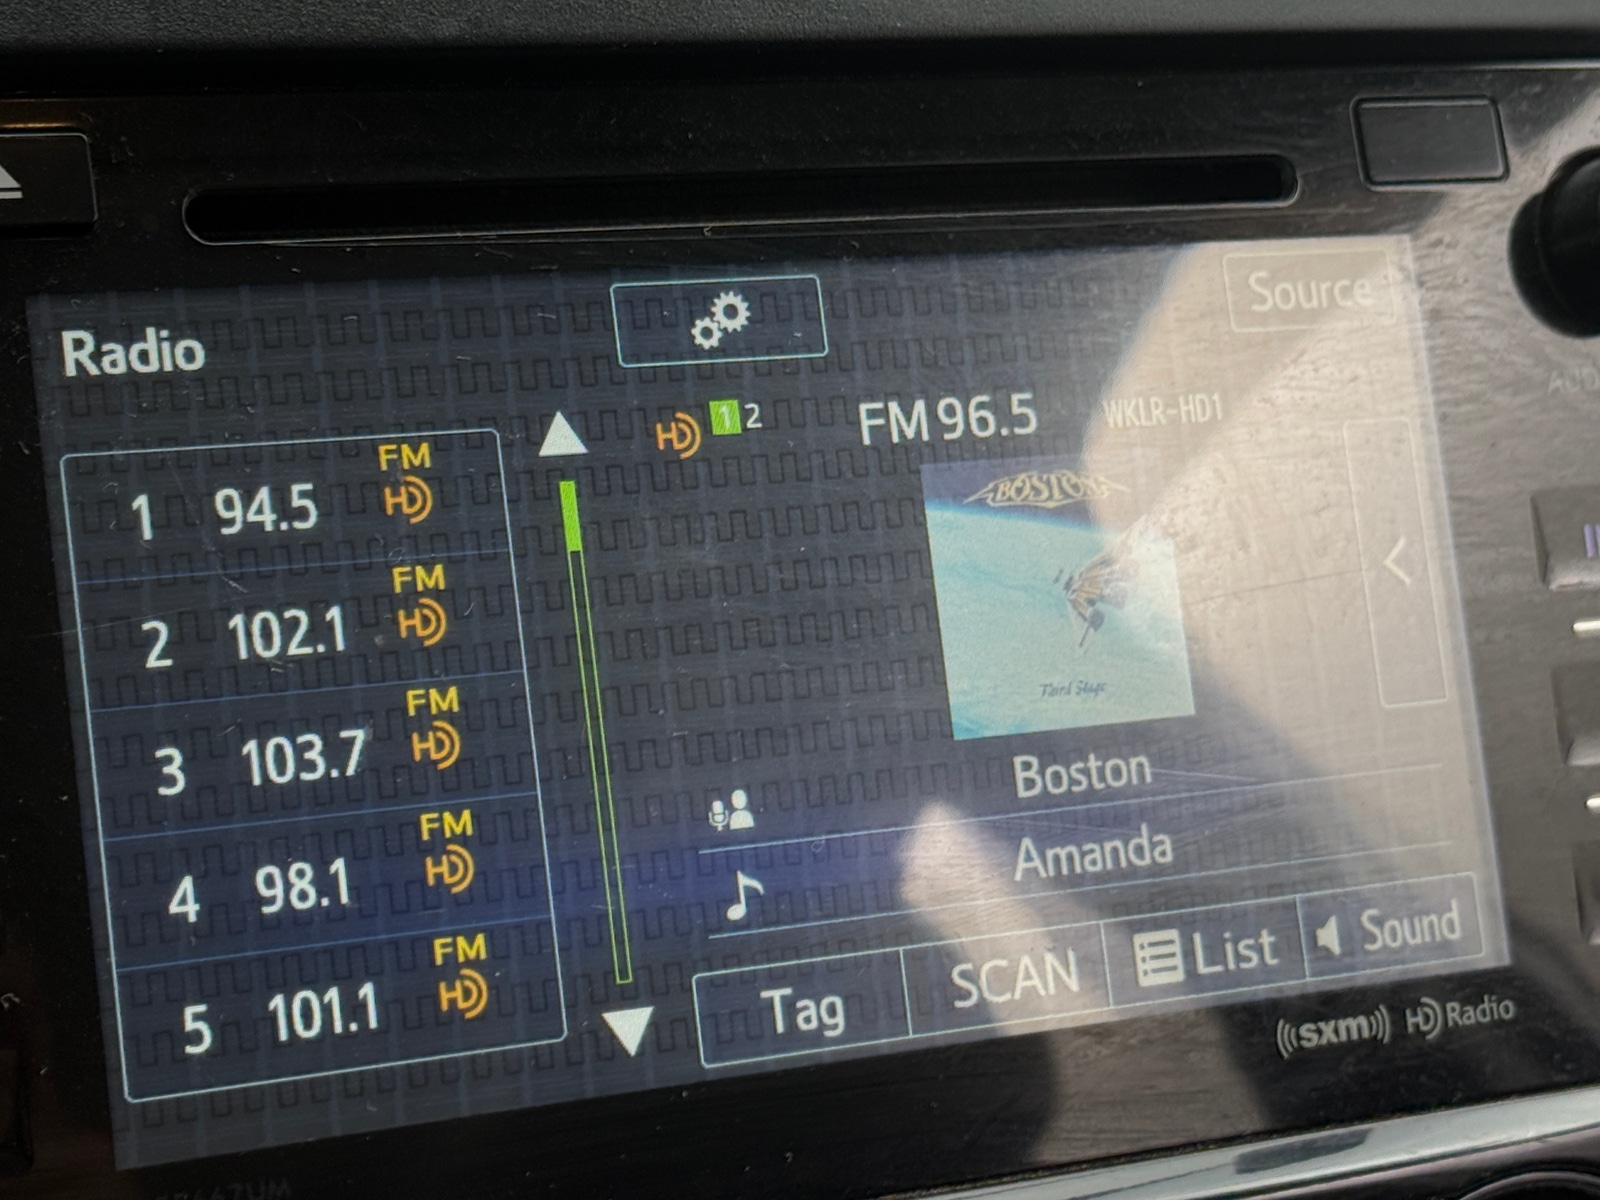 Source
Radio
HD 1 2 FM 96.5 WKLR-HD1
1 94.5 FM HD
2 102.1 FM HD
3 103.7 FM HD
4 98.1 FM HD
5 101.1 FM HD
BOSTON
Third Stage
Boston
Amanda
Tag SCAN List Sound
((sxm)) HD Radio